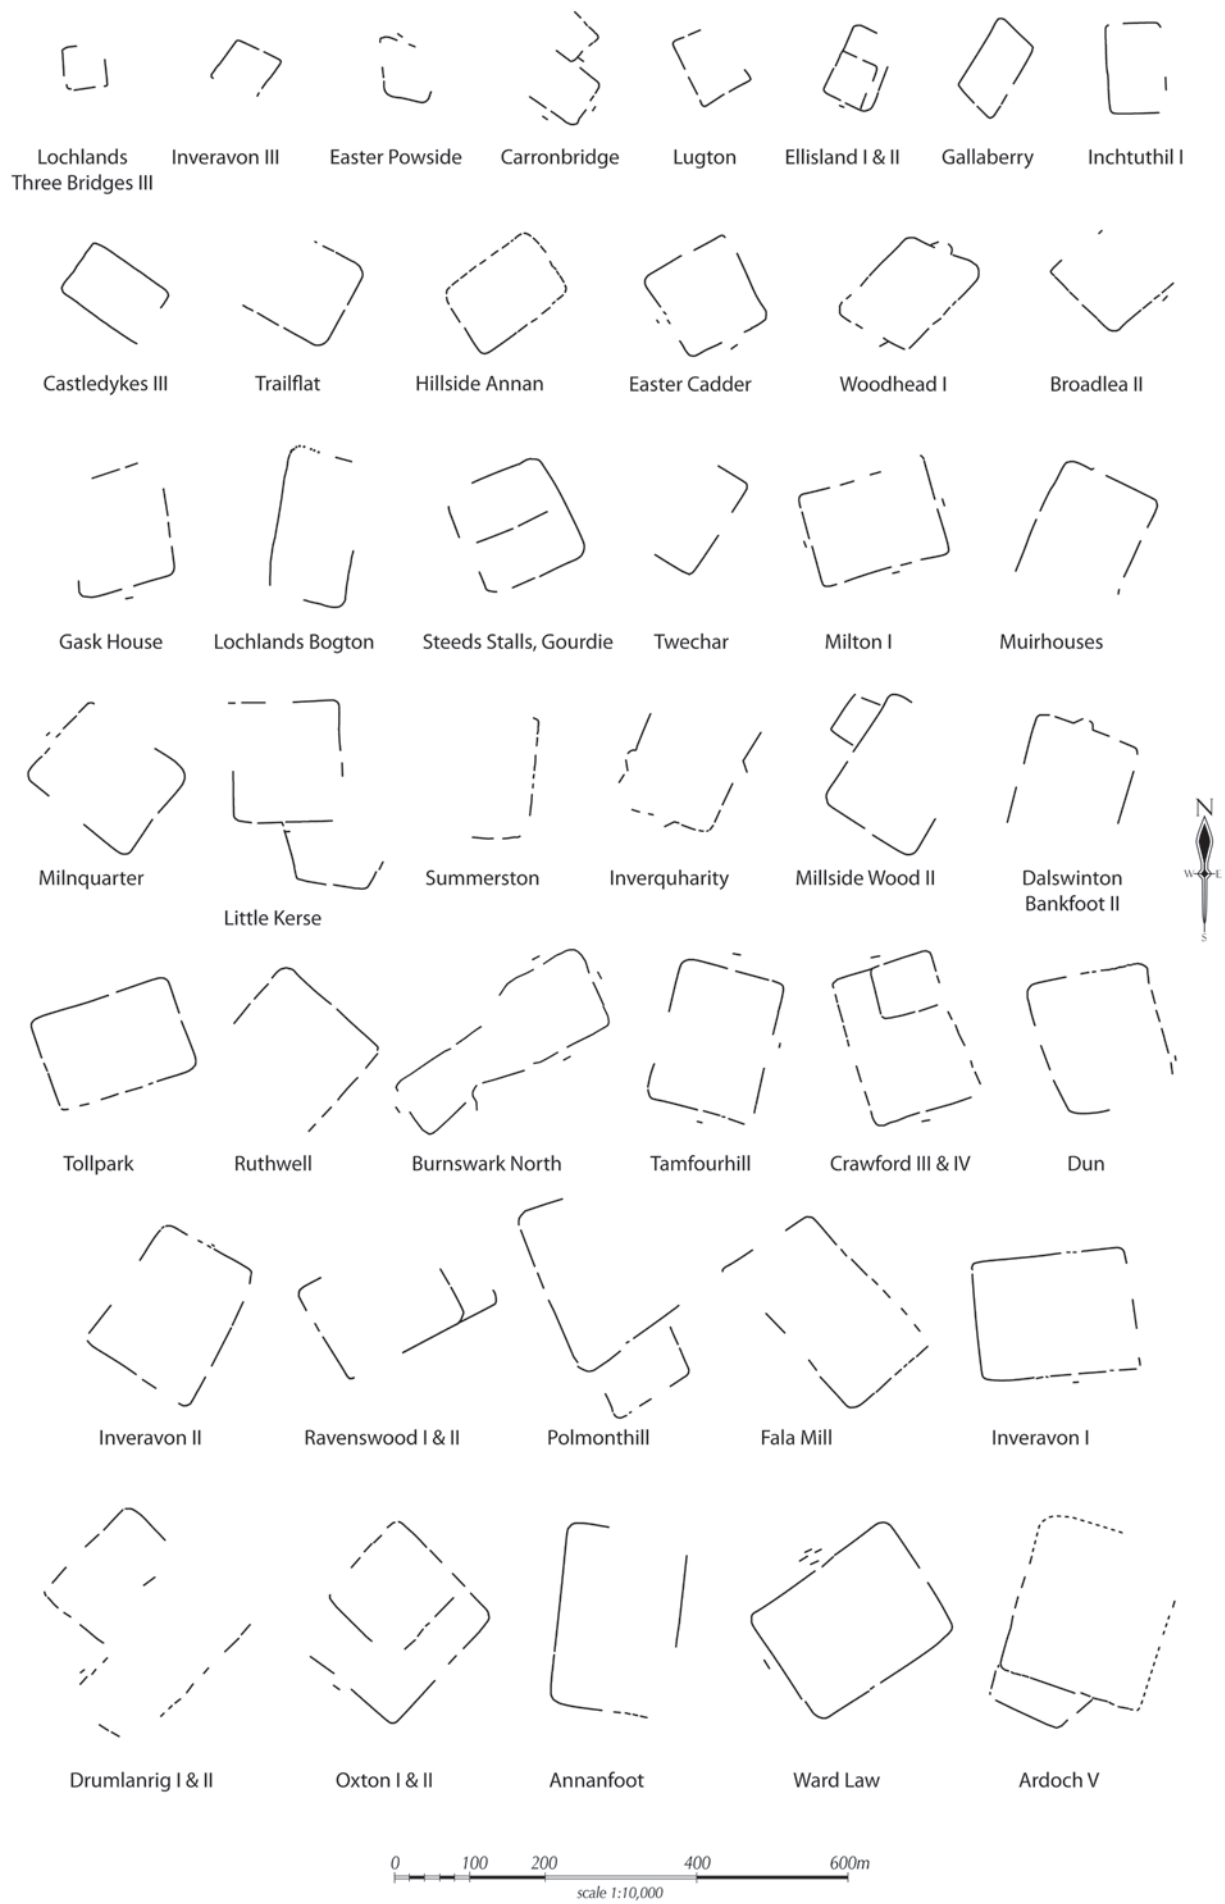 Lochlands
Three Bridges III
Inveravon III
Easter Powside
Carronbridge
Lugton
Ellisland I & II
Gallaberry
Inchtuthil I
Castledykes III
Trailflat
Hillside Annan
Easter Cadder
Woodhead I
Broadlea II
Gask House
Lochlands Bogton
Steeds Stalls, Gourdie
Twechar
Milton I
Muirhouses
Milnquarter
Little Kerse
Summerston
Inverquharity
Millside Wood II
Dalswinton
Bankfoot II
N
W E
S
Tollpark
Ruthwell
Burnswark North
Tamfourhill
Crawford III & IV
Dun
Inveravon II
Ravenswood I & II
Polmonthill
Fala Mill
Inveravon I
Drumlanrig I & II
Oxton I & II
Annanfoot
Ward Law
Ardoch V
0 100 200 400 600m
scale 1:10,000